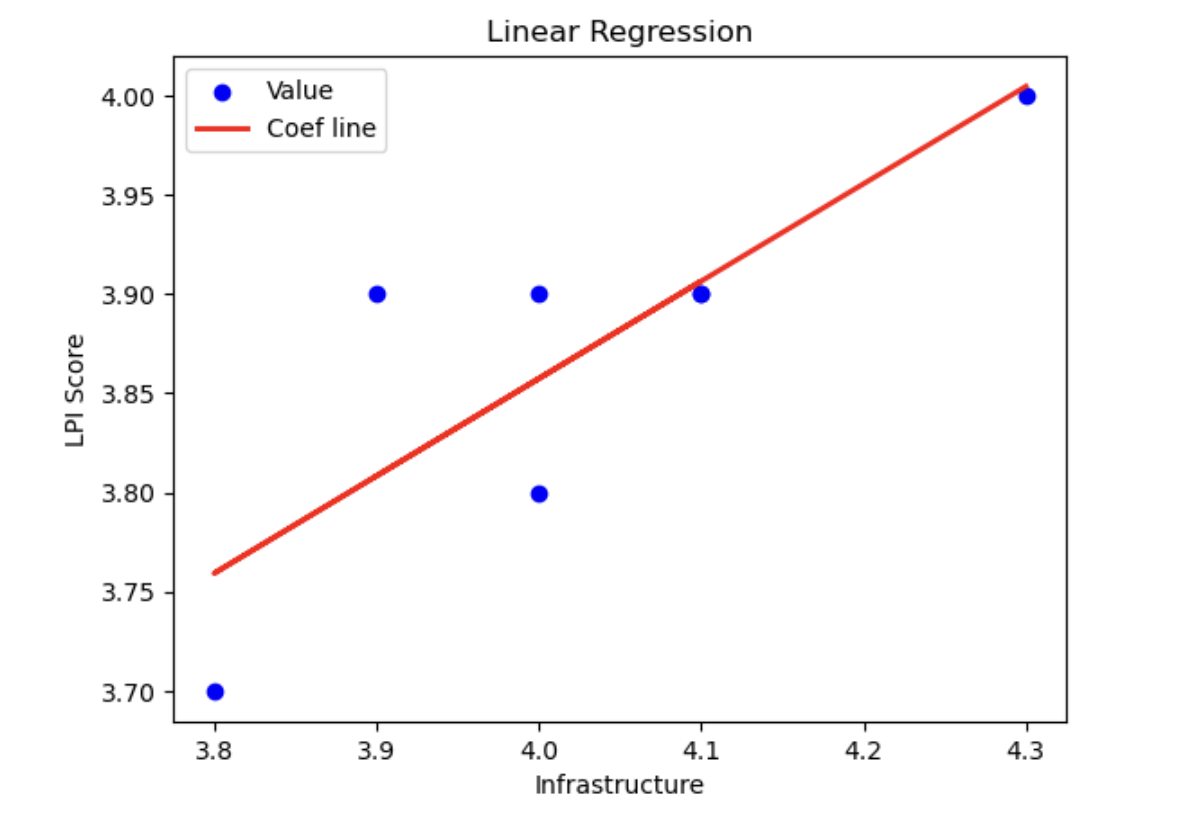 Linear Regression
Value
Coef line
4.00
3.95
3.90
3.85
3.80
3.75
3.70
LPI Score
3.8 3.9 4.0 4.1 4.2 4.3
Infrastructure